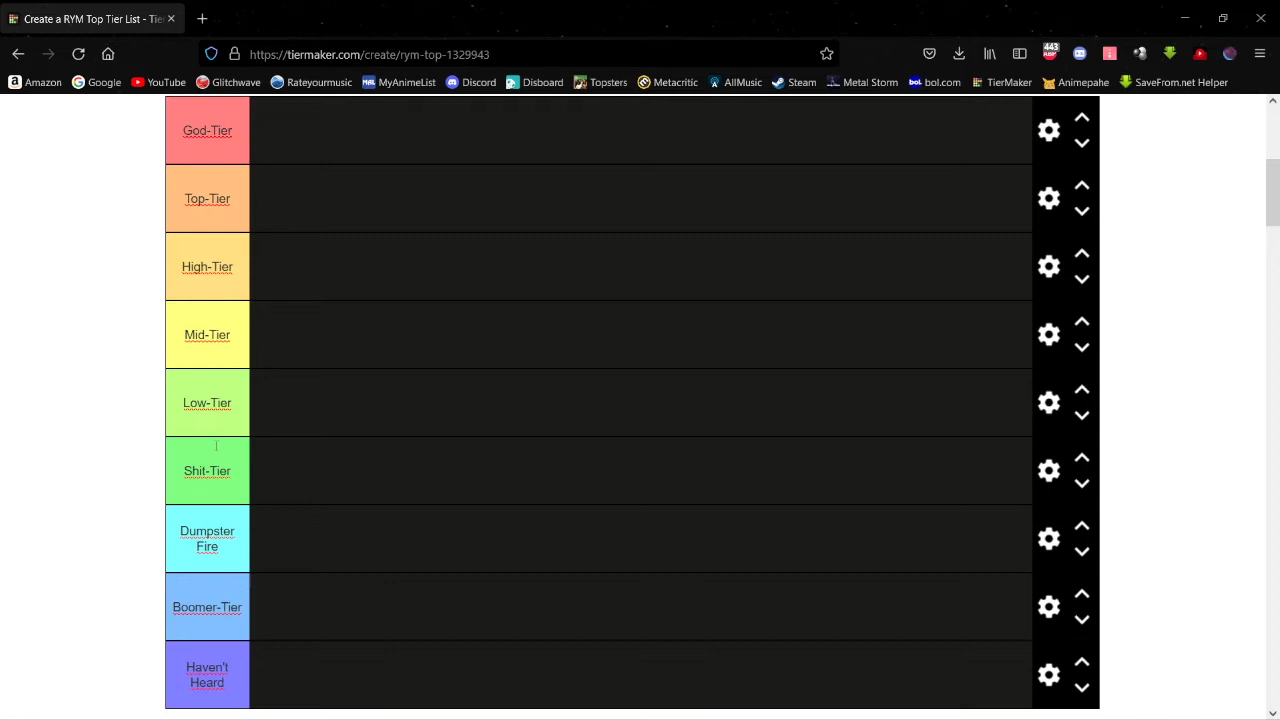 Create a RYM Top Tier List - Tie
https://tiermaker.com/create/rym-top-1329943
443
Amazon Google YouTube Glitchwave Rateyourmusic MyAnimeList Discord Disboard Topsters Metacritic AllMusic Steam Metal Storm bol.com TierMaker Animepahe SaveFrom.net Helper
God-Tier
Top-Tier
High-Tier
Mid-Tier
Low-Tier
Shit-Tier
Dumpster
Fire
Boomer-Tier
Haven't
Heard